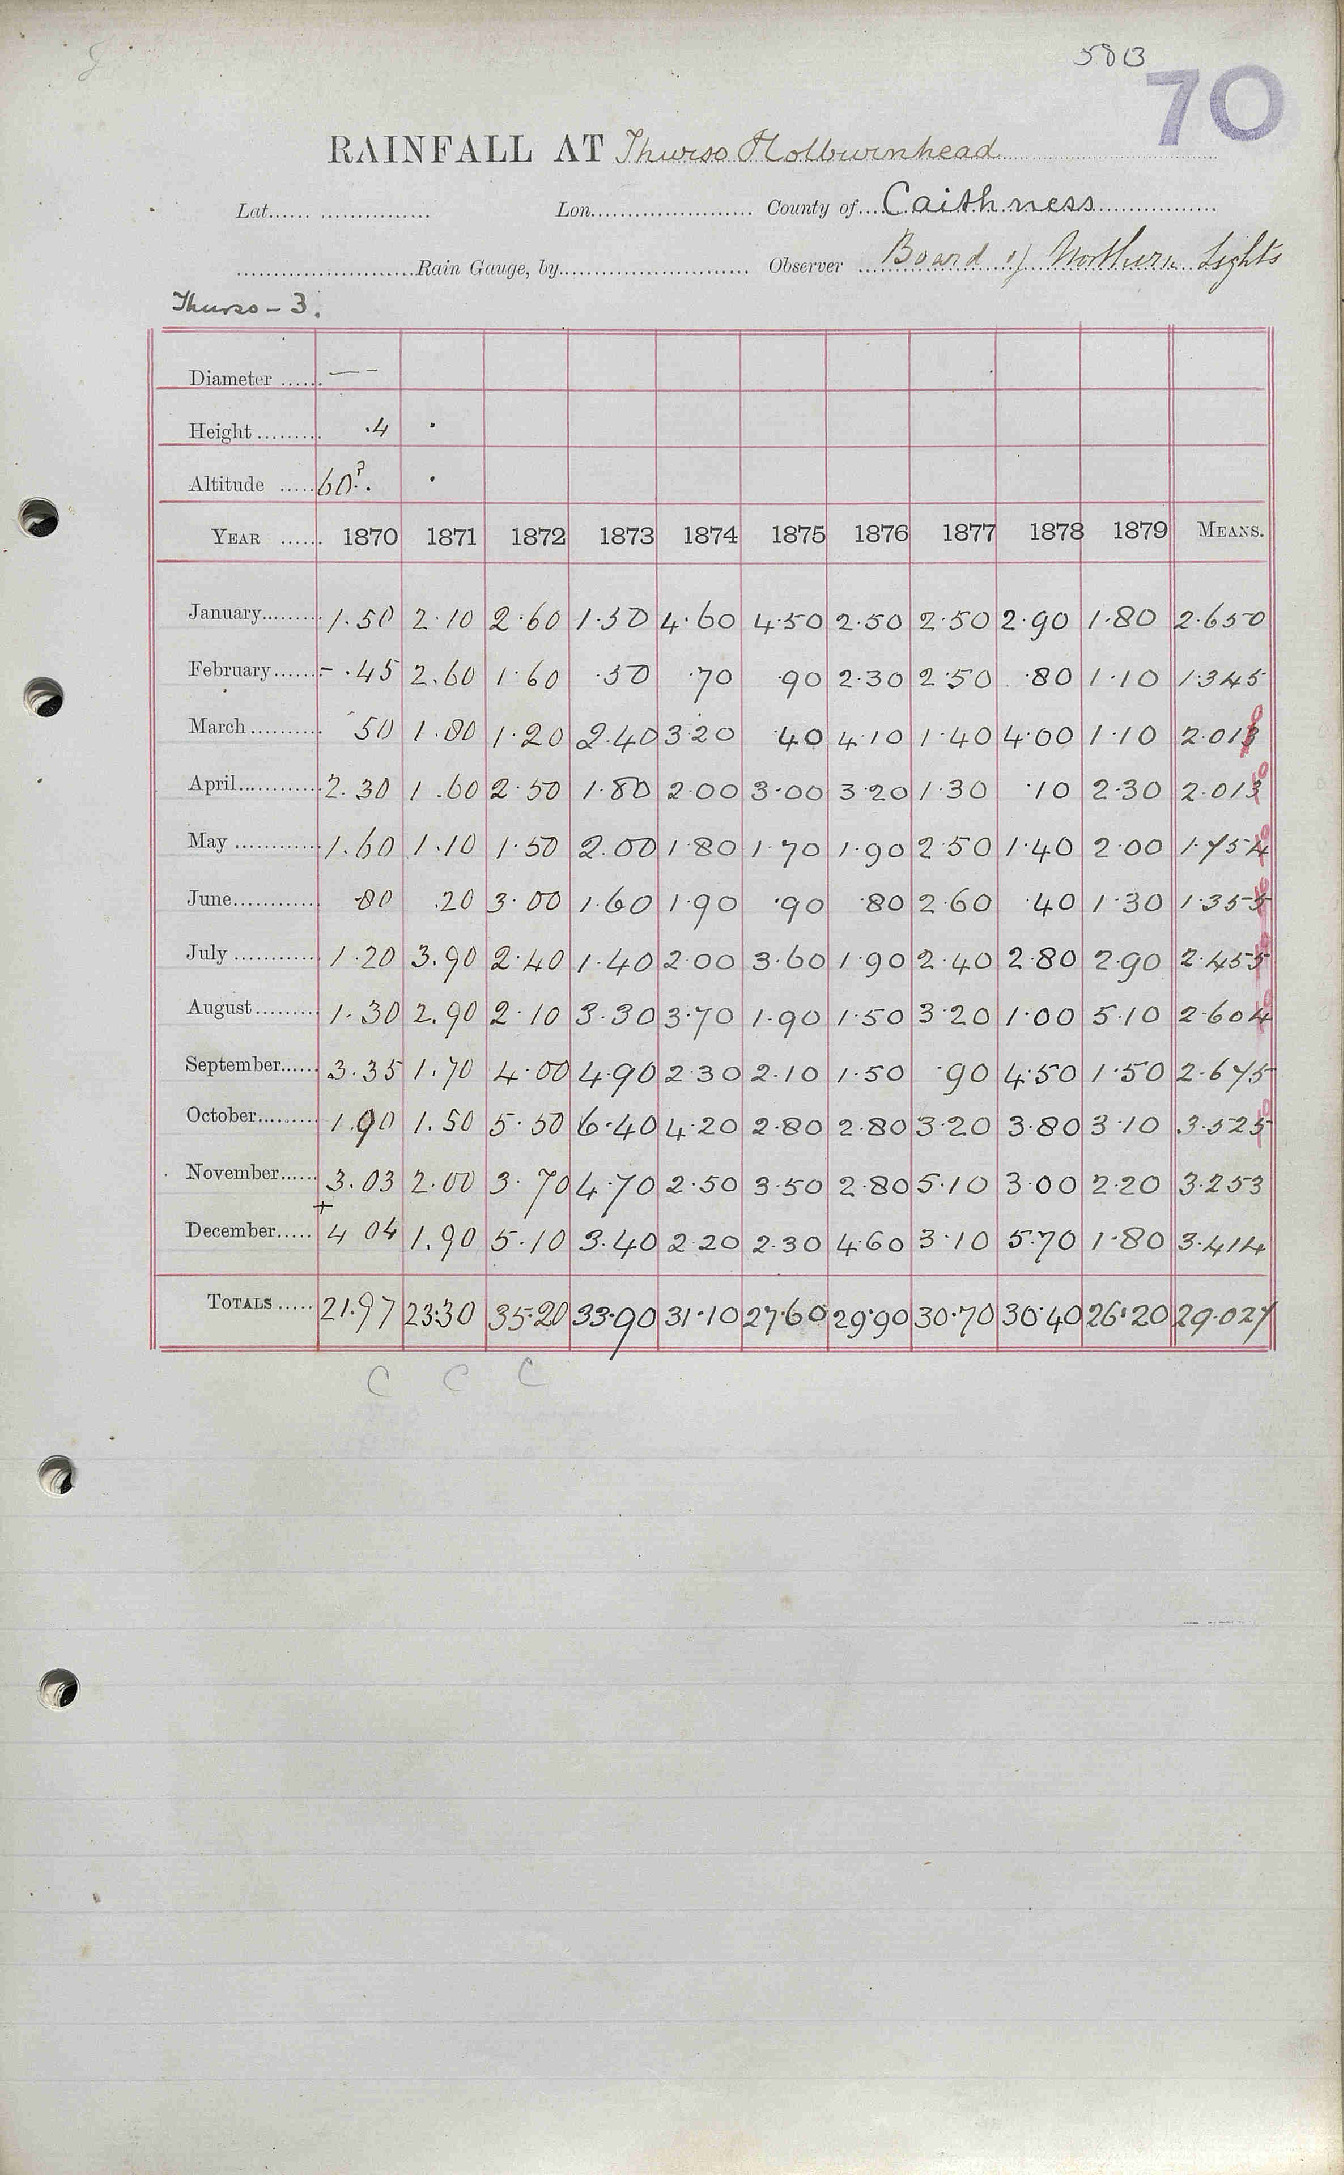 5813
70
RAINFALL AT Thurso Holburnhead
Lat. Lon. County of Caithness
Rain Gauge, by Observer Board of Northern Lights
Thurso - 3.
Diameter —
Height .4 .
Altitude 60?. .
YEAR 1870 1871 1872 1873 1874 1875 1876 1877 1878 1879 MEANS.
January 1.50 2.10 2.60 1.50 4.60 4.50 2.50 2.50 2.90 1.80 2.650
February - .45 2.60 1.60 .50 .70 .90 2.30 2.50 .80 1.10 1.345
March 50 1.80 1.20 2.40 3.20 40 4.10 1.40 4.00 1.10 2.013 0
April 2.30 1.60 2.50 1.80 2.00 3.00 3.20 1.30 .10 2.30 2.013 0
May 1.60 1.10 1.50 2.00 1.80 1.70 1.90 2.50 1.40 2.00 1.754 0
June .80 .20 3.00 1.60 1.90 .90 .80 2.60 .40 1.30 1.355
July 1.20 3.90 2.40 1.40 2.00 3.60 1.90 2.40 2.80 2.90 2.455
August 1.30 2.90 2.10 3.30 3.70 1.90 1.50 3.20 1.00 5.10 2.604
September 3.35 1.70 4.00 4.90 2.30 2.10 1.50 .90 4.50 1.50 2.675
October 1.90 1.50 5.50 6.40 4.20 2.80 2.80 3.20 3.80 3.10 3.525
November 3.03 2.00 3.70 4.70 2.50 3.50 2.80 5.10 3.00 2.20 3.253
December + 4 04 1.90 5.10 3.40 2.20 2.30 4.60 3.10 5.70 1.80 3.414
TOTALS 21.97 23.30 35.20 33.90 31.10 27.60 29.90 30.70 30.40 26.20 29.027
C C C